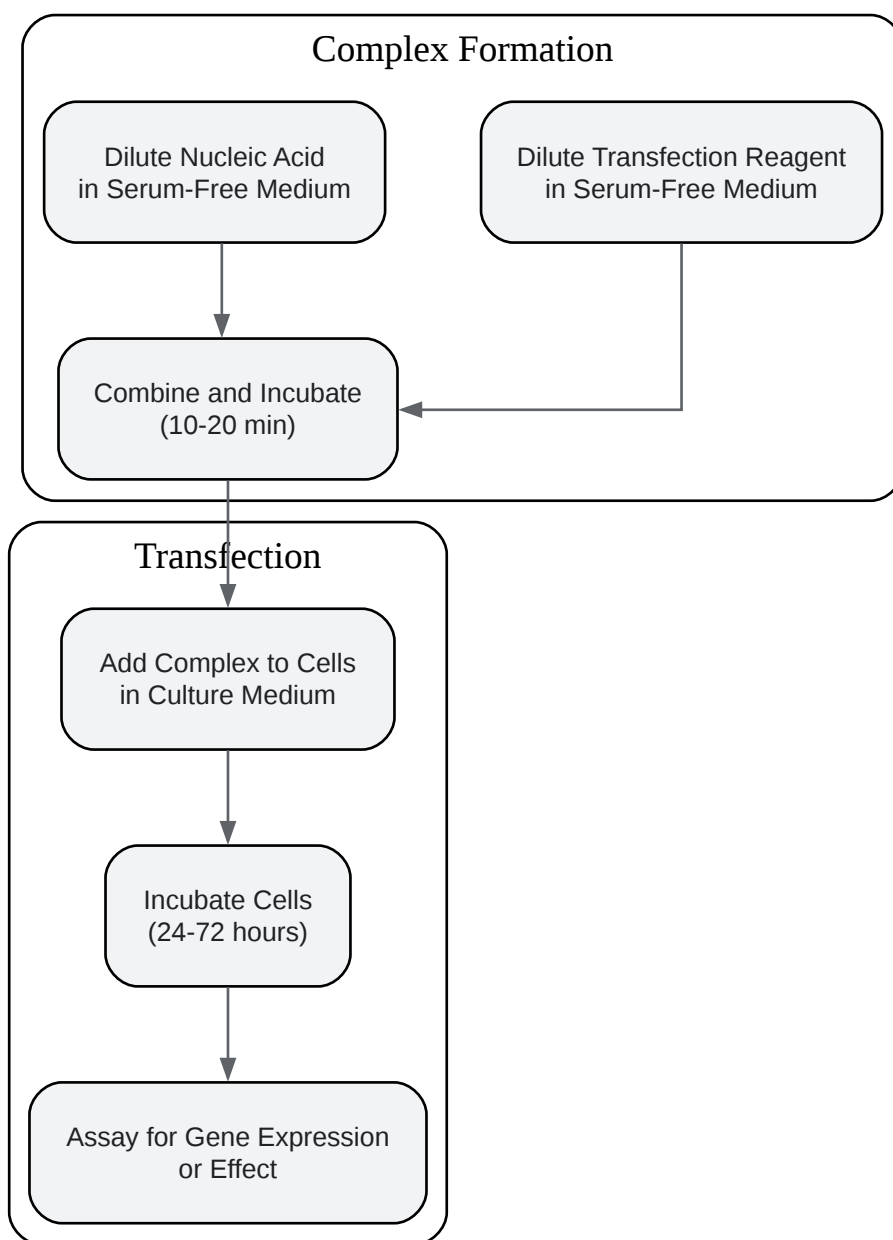 Complex Formation
Dilute Nucleic Acid
in Serum-Free Medium
Dilute Transfection Reagent
in Serum-Free Medium
Combine and Incubate
(10-20 min)
Transfection
Add Complex to Cells
in Culture Medium
Incubate Cells
(24-72 hours)
Assay for Gene Expression
or Effect